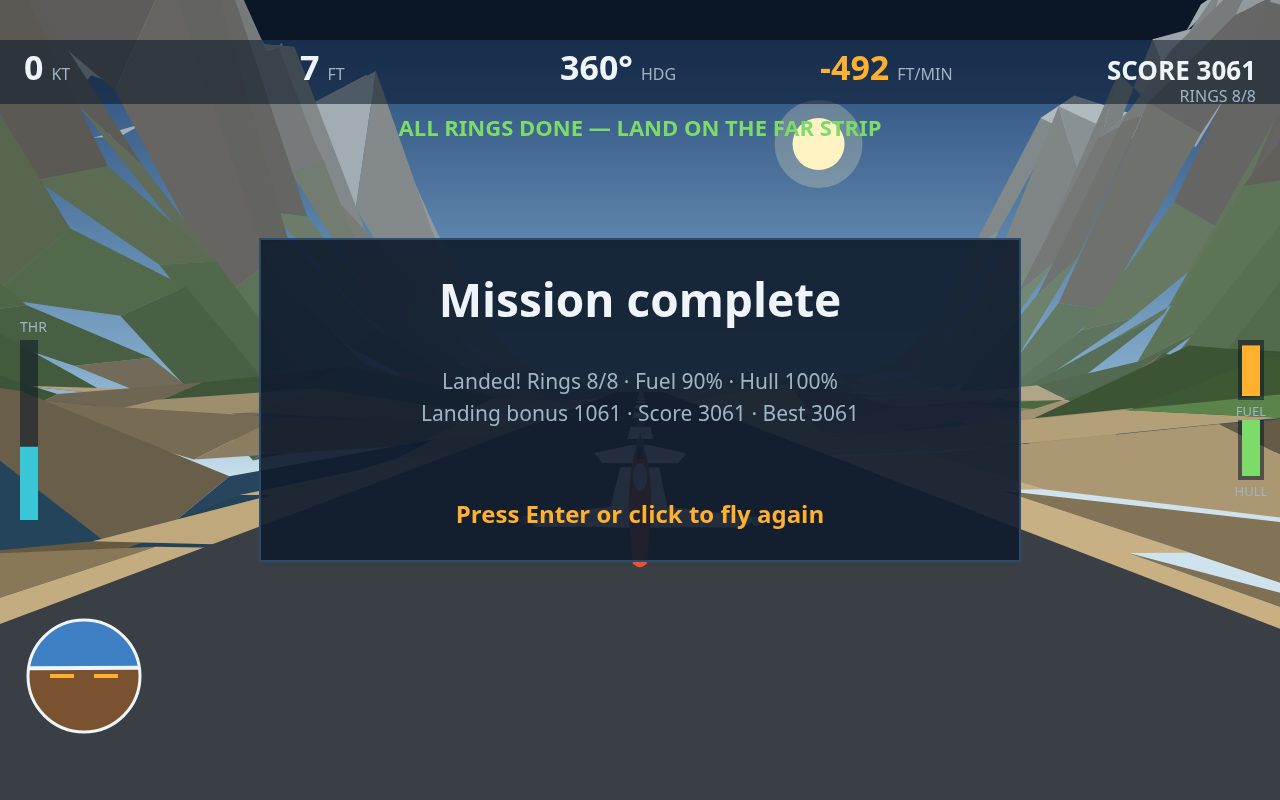 0 KT 7 FT 360° HDG -492 FT/MIN SCORE 3061
RINGS 8/8
ALL RINGS DONE — LAND ON THE FAR STRIP
Mission complete
THR
Landed! Rings 8/8 · Fuel 90% · Hull 100%
Landing bonus 1061 · Score 3061 · Best 3061
FUEL
HULL
Press Enter or click to fly again